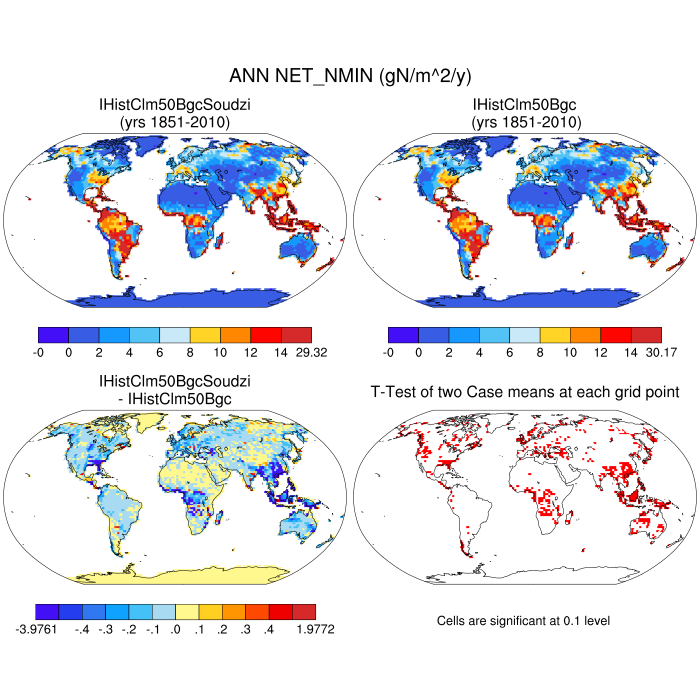 ANN NET_NMIN (gN/m^2/y)
IHistClm50BgcSoudzi
(yrs 1851-2010)
IHistClm50Bgc
(yrs 1851-2010)
-0 0 2 4 6 8 10 12 14 29.32
-0 0 2 4 6 8 10 12 14 30.17
IHistClm50BgcSoudzi
- IHistClm50Bgc
T-Test of two Case means at each grid point
-3.9761 -.4 -.3 -.2 -.1 .0 .1 .2 .3 .4 1.9772
Cells are significant at 0.1 level